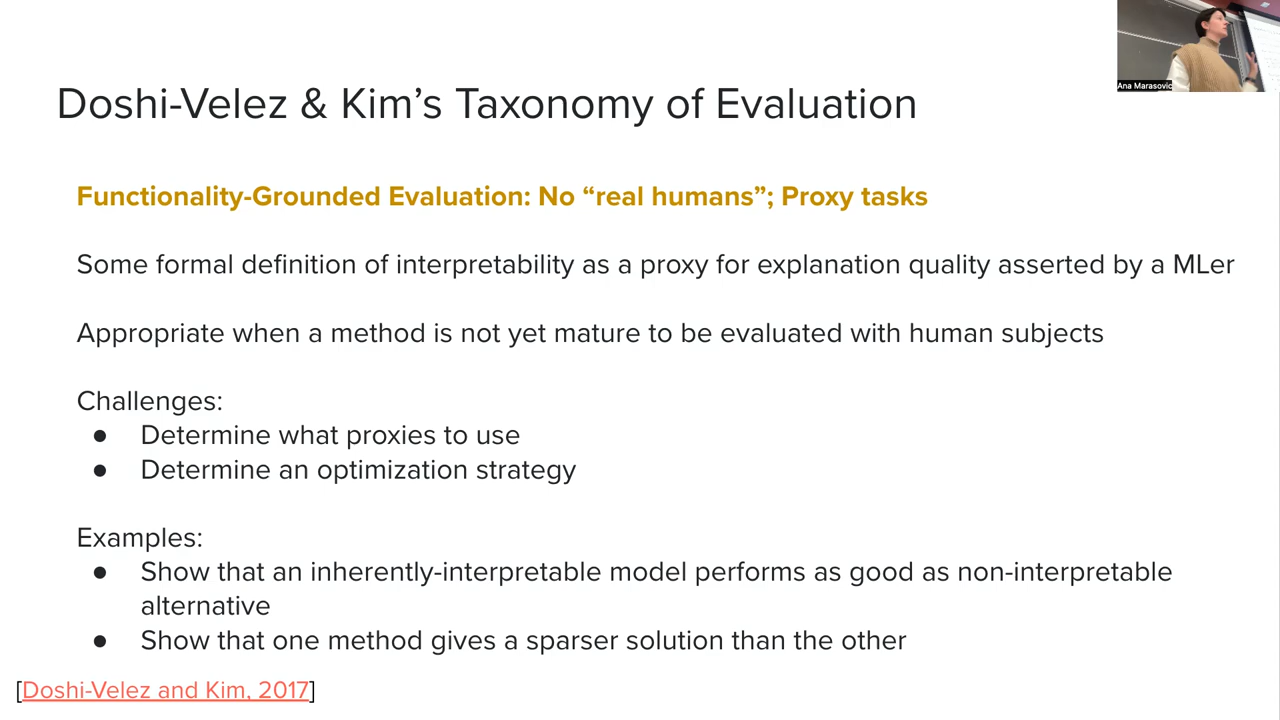 Ana Marasovic
Doshi-Velez & Kim’s Taxonomy of Evaluation
Functionality-Grounded Evaluation: No “real humans”; Proxy tasks
Some formal definition of interpretability as a proxy for explanation quality asserted by a MLer
Appropriate when a method is not yet mature to be evaluated with human subjects
Challenges:
● Determine what proxies to use
● Determine an optimization strategy
Examples:
● Show that an inherently-interpretable model performs as good as non-interpretable
alternative
● Show that one method gives a sparser solution than the other
[Doshi-Velez and Kim, 2017]